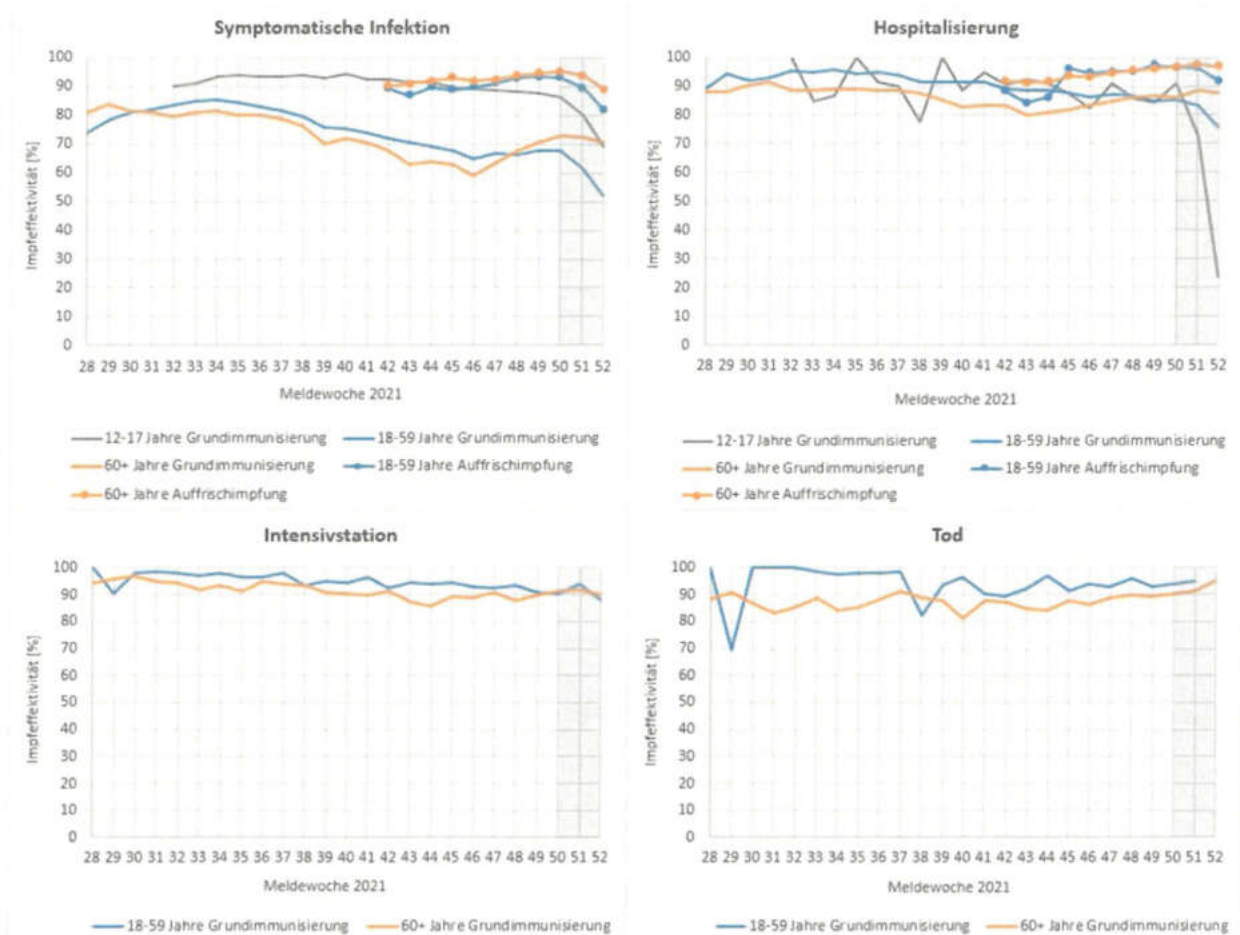 Symptomatische Infektion
Impfeffektivität [%]
100
90
80
70
60
50
40
30
20
10
0
28 29 30 31 32 33 34 35 36 37 38 39 40 41 42 43 44 45 46 47 48 49 50 51 52
Meldewoche 2021
12-17 Jahre Grundimmunisierung 18-59 Jahre Grundimmunisierung
60+ Jahre Grundimmunisierung 18-59 Jahre Auffrischimpfung
60+ Jahre Auffrischimpfung
Hospitalisierung
Impfeffektivität [%]
100
90
80
70
60
50
40
30
20
10
0
28 29 30 31 32 33 34 35 36 37 38 39 40 41 42 43 44 45 46 47 48 49 50 51 52
Meldewoche 2021
12-17 Jahre Grundimmunisierung 18-59 Jahre Grundimmunisierung
60+ Jahre Grundimmunisierung 18-59 Jahre Auffrischimpfung
60+ Jahre Auffrischimpfung
Intensivstation
Impfeffektivität [%]
100
90
80
70
60
50
40
30
20
10
0
28 29 30 31 32 33 34 35 36 37 38 39 40 41 42 43 44 45 46 47 48 49 50 51 52
Meldewoche 2021
18-59 Jahre Grundimmunisierung 60+ Jahre Grundimmunisierung
Tod
Impfeffektivität [%]
100
90
80
70
60
50
40
30
20
10
0
28 29 30 31 32 33 34 35 36 37 38 39 40 41 42 43 44 45 46 47 48 49 50 51 52
Meldewoche 2021
18-59 Jahre Grundimmunisierung 60+ Jahre Grundimmunisierung